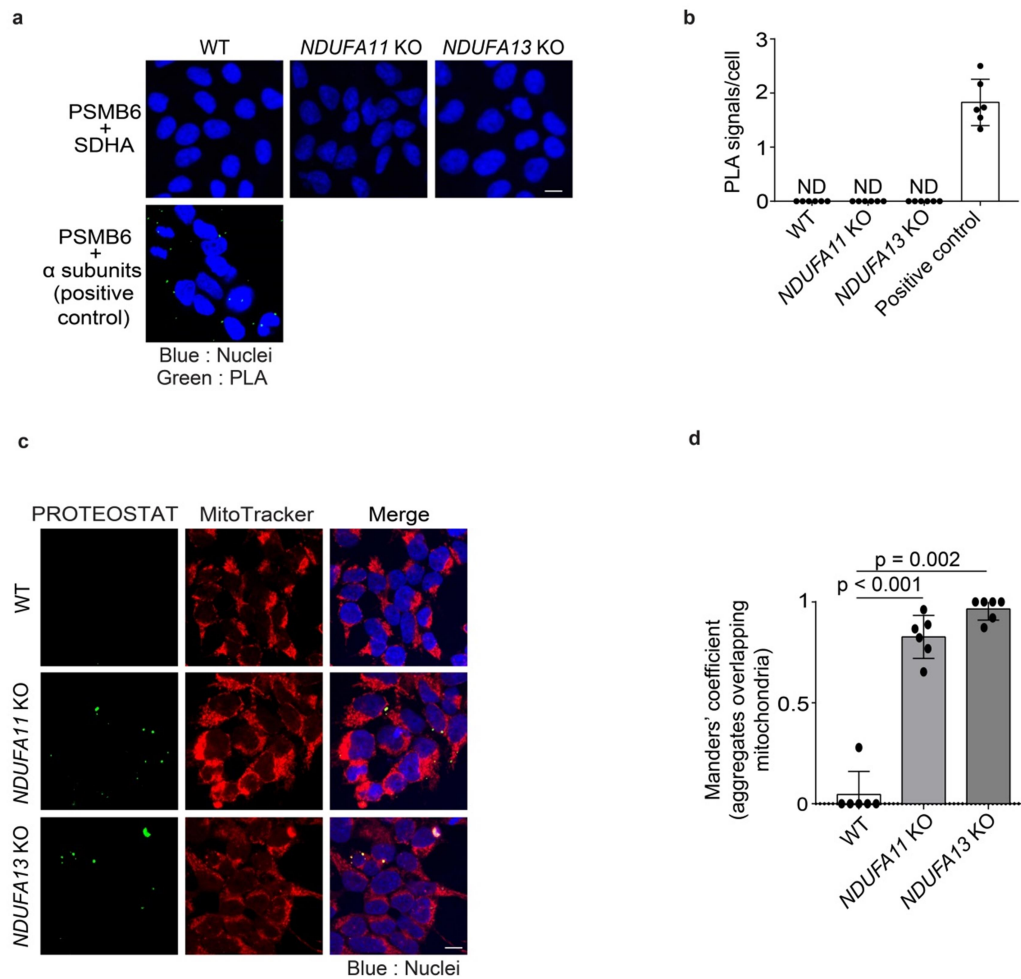 a
WT
NDUFA11 KO
NDUFA13 KO
PSMB6
+
SDHA
PSMB6
+
α subunits
(positive
control)
Blue : Nuclei
Green : PLA
b
PLA signals/cell
3
2
1
0
ND
ND
ND
WT
NDUFA11 KO
NDUFA13 KO
Positive control
c
PROTEOSTAT
MitoTracker
Merge
WT
NDUFA11 KO
NDUFA13 KO
Blue : Nuclei
d
p = 0.002
p < 0.001
Manders' coefficient
(aggregates overlapping
mitochondria)
1
0.5
0
WT
NDUFA11 KO
NDUFA13 KO